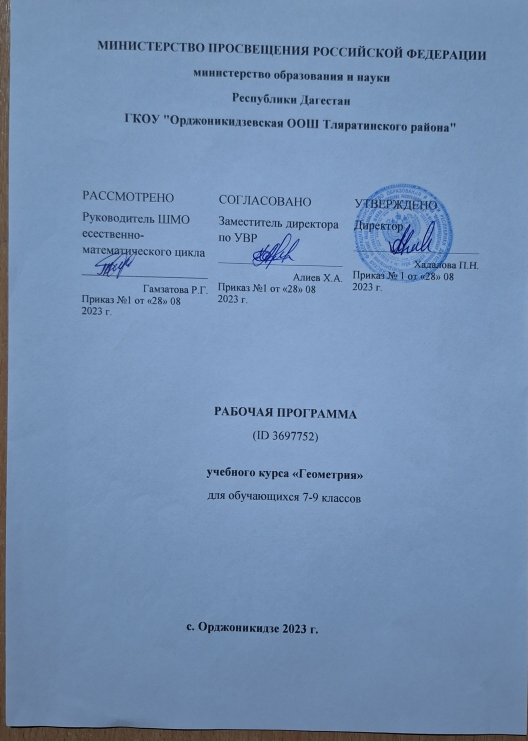 МИНИСТЕРСТВО ПРОСВЕЩЕНИЯ РОССИЙСКОЙ ФЕДЕРАЦИИ
министерство образования и науки
Республики Дагестан
ГКОУ "Орджоникидзевская ООШ Тляратинского района"
РАССМОТРЕНО
Руководитель ШМО
есественно-
математического цикла
Гамзатова Р.Г.
Приказ №1 от «28» 08
2023 г.
СОГЛАСОВАНО
Заместитель директора
по УВР
Алиев Х.А.
Приказ №1 от «28» 08
2023 г.
УТВЕРЖДЕНО
Директор
Хадалова П.Н.
Приказ № 1 от «28» 08
2023 г.
РАБОЧАЯ ПРОГРАММА
(ID 3697752)
учебного курса «Геометрия»
для обучающихся 7-9 классов
с. Орджоникидзе 2023 г.